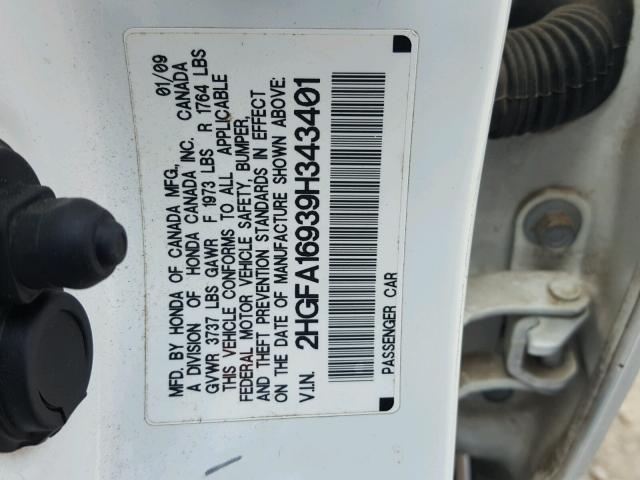 MFD. BY HONDA OF CANADA MFG., 01/09
A DIVISION OF HONDA CANADA INC. CANADA
GVWR 3737 LBS GAWR F 1973 LBS R 1764 LBS
THIS VEHICLE CONFORMS TO ALL APPLICABLE
FEDERAL MOTOR VEHICLE SAFETY, BUMPER,
AND THEFT PREVENTION STANDARDS IN EFFECT
ON THE DATE OF MANUFACTURE SHOWN ABOVE.
V.I.N. 2HGFA16939H343401
PASSENGER CAR